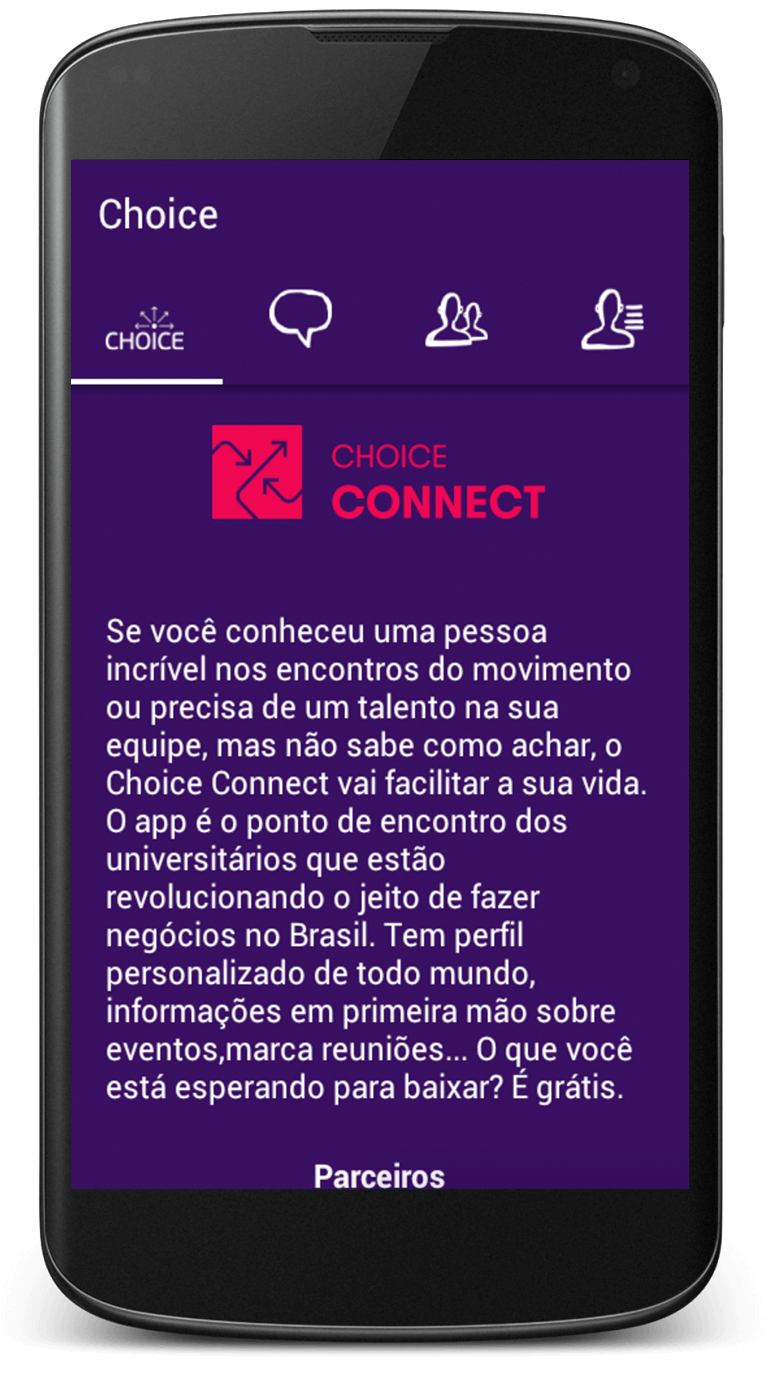 Choice
CHOICE
CHOICE
CONNECT
Se você conheceu uma pessoa
incrível nos encontros do movimento
ou precisa de um talento na sua
equipe, mas não sabe como achar, o
Choice Connect vai facilitar a sua vida.
O app é o ponto de encontro dos
universitários que estão
revolucionando o jeito de fazer
negócios no Brasil. Tem perfil
personalizado de todo mundo,
informações em primeira mão sobre
eventos,marca reuniões... O que você
está esperando para baixar? É grátis.
Parceiros